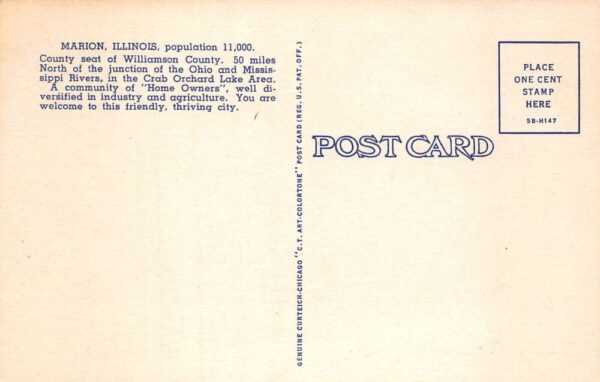 MARION, ILLINOIS, population 11,000.
County seat of Williamson County. 50 miles
North of the junction of the Ohio and Missis-
sippi Rivers, in the Crab Orchard Lake Area.
A community of "Home Owners", well di-
versified in industry and agriculture. You are
welcome to this friendly, thriving city.
GENUINE CURTEICH-CHICAGO "C.T. ART-COLORTONE" POST CARD (REG. U.S. PAT. OFF.)
POST CARD
PLACE
ONE CENT
STAMP
HERE
5B-H147